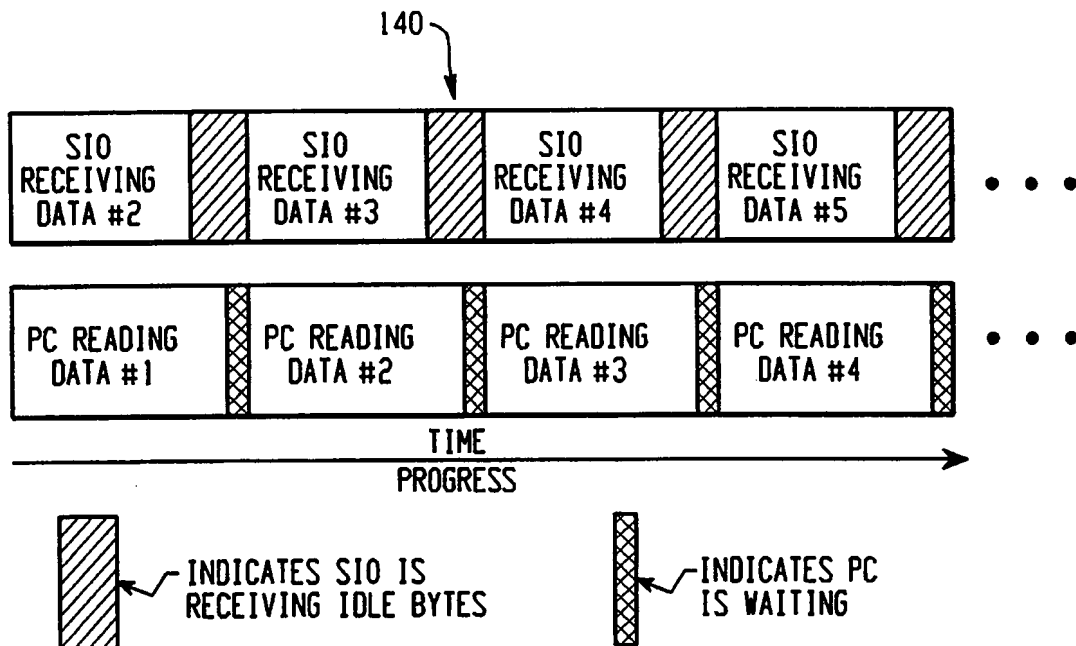 140
SIO
RECEIVING
DATA #2
SIO
RECEIVING
DATA #3
SIO
RECEIVING
DATA #4
SIO
RECEIVING
DATA #5
PC READING
DATA #1
PC READING
DATA #2
PC READING
DATA #3
PC READING
DATA #4
TIME
PROGRESS
INDICATES SIO IS
RECEIVING IDLE BYTES
INDICATES PC
IS WAITING